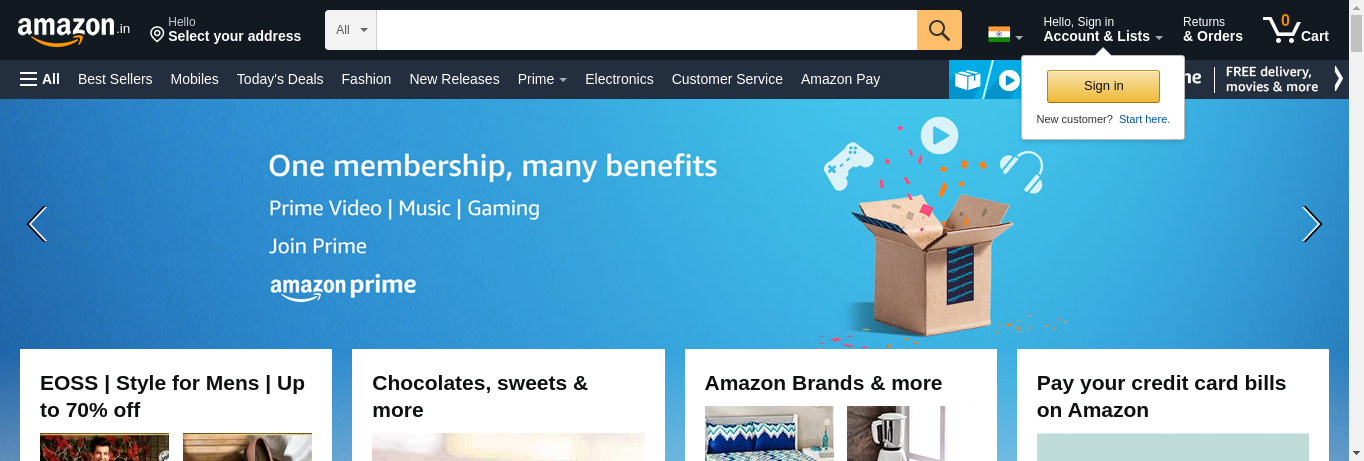 amazon.in
Hello
Select your address
All
Hello, Sign in
Account & Lists
Returns
& Orders
0
Cart
All
Best Sellers
Mobiles
Today's Deals
Fashion
New Releases
Prime
Electronics
Customer Service
Amazon Pay
FREE delivery,
movies & more
Sign in
New customer? Start here.
One membership, many benefits
Prime Video | Music | Gaming
Join Prime
amazon prime
EOSS | Style for Mens | Up
to 70% off
Chocolates, sweets &
more
Amazon Brands & more
Pay your credit card bills
on Amazon